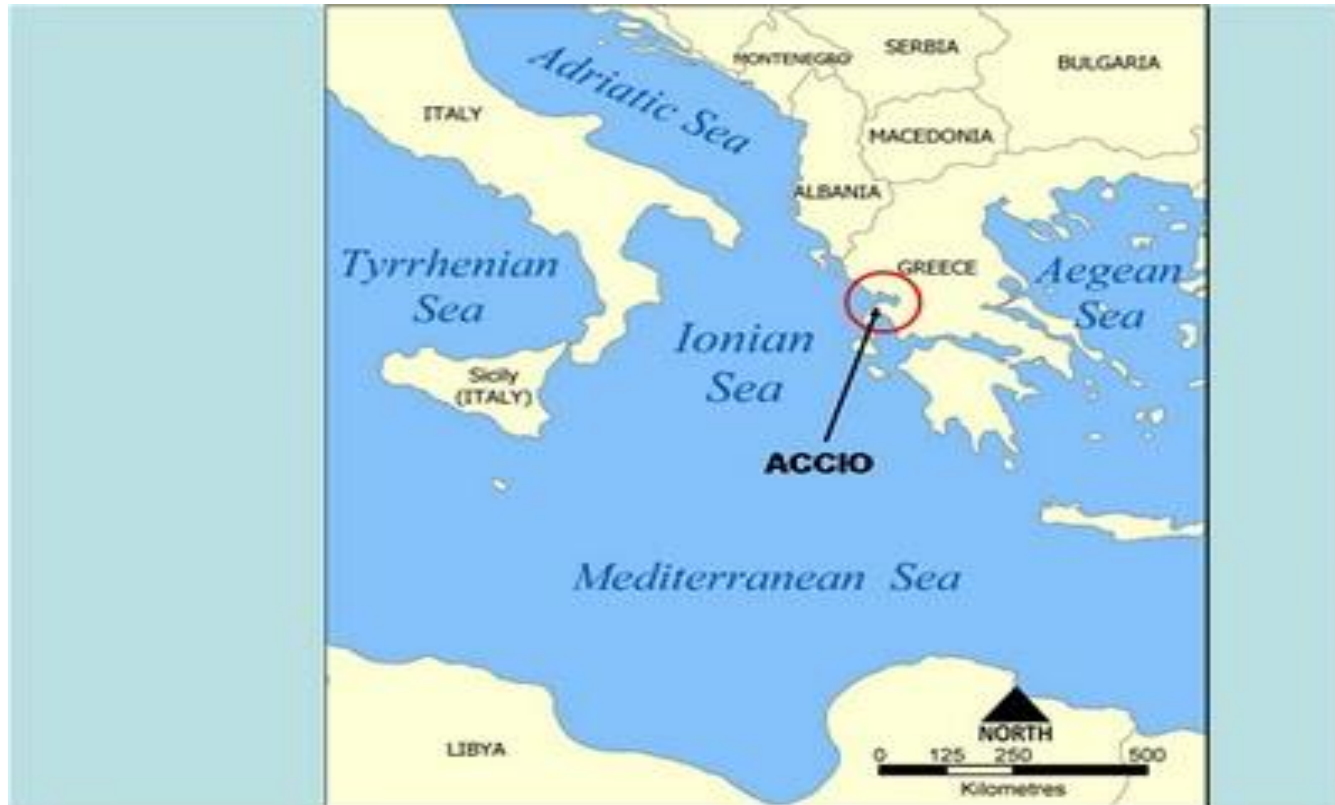 SERBIA
MONTENEGRO
BULGARIA
Adriatic Sea
ITALY
MACEDONIA
ALBANIA
Tyrrhenian
Sea
GREECE
Aegean
Sea
Ionian
Sea
Sicily
(ITALY)
ACCIO
Mediterranean Sea
NORTH
LIBYA
0 125 250 500
Kilometres